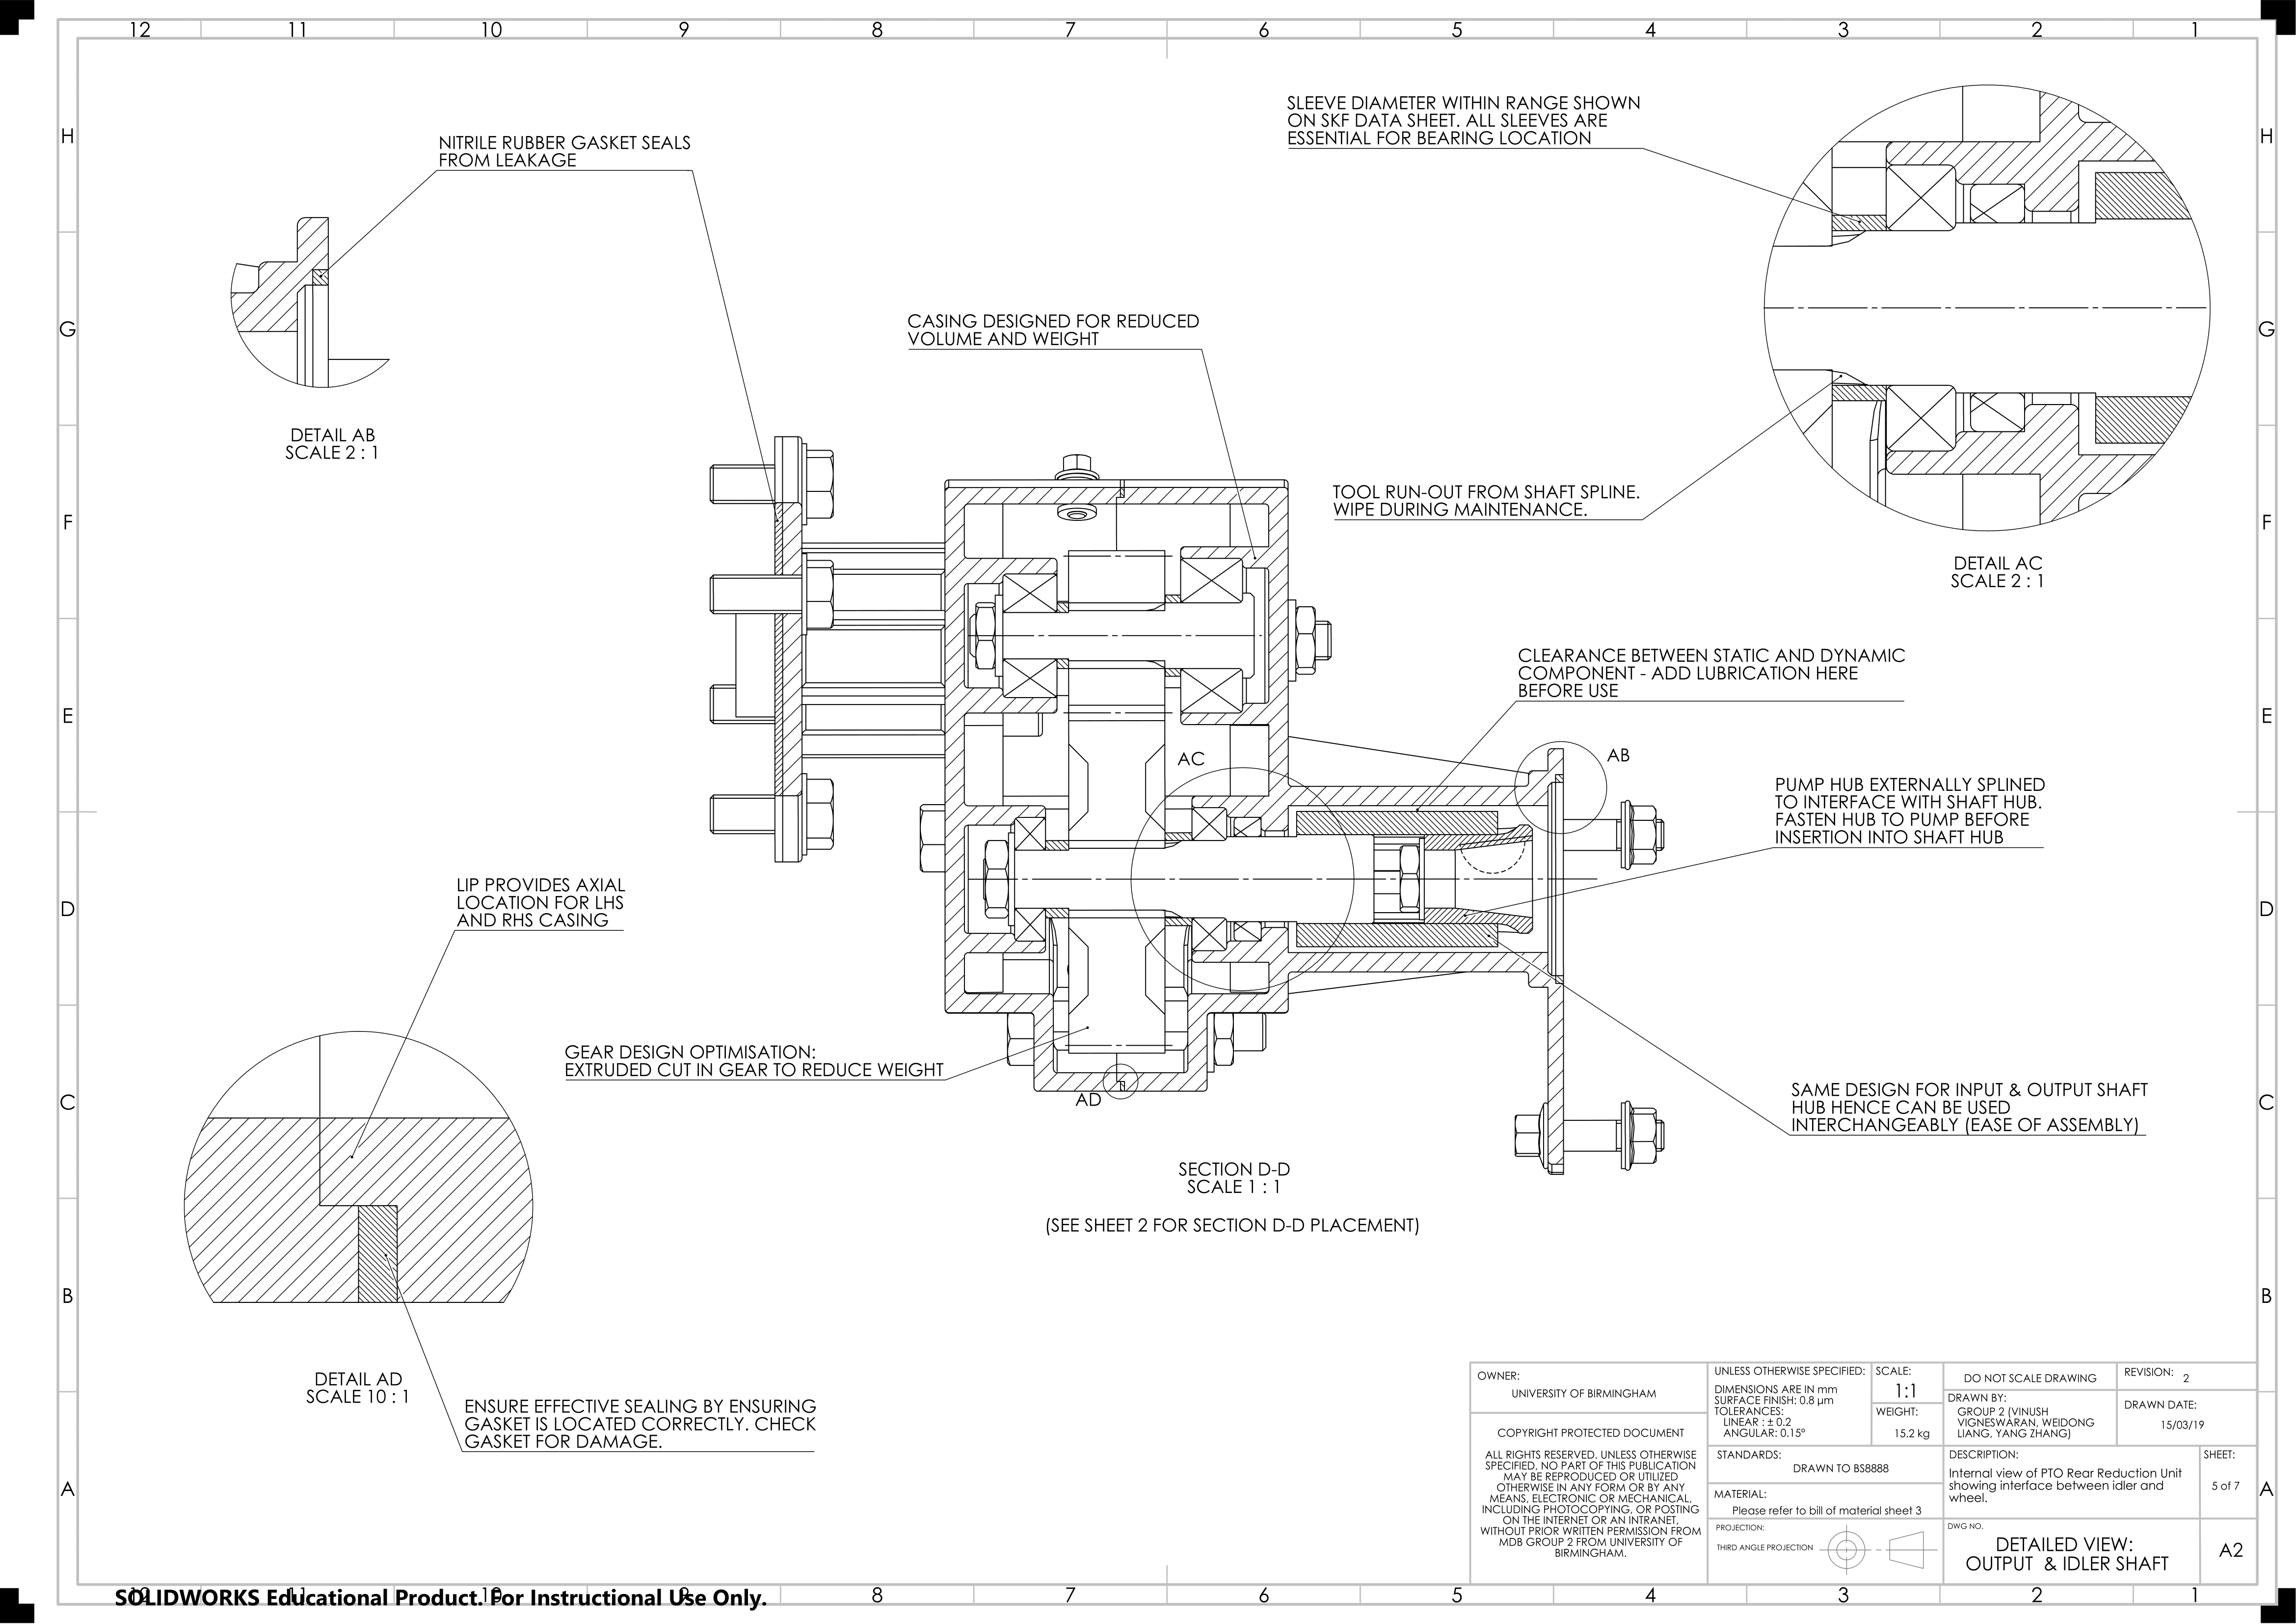 12 11 10 9 8 7 6 5 4 3 2 1
H
G
F
E
D
C
B
A
H
G
F
E
D
C
B
A
NITRILE RUBBER GASKET SEALS
FROM LEAKAGE
DETAIL AB
SCALE 2 : 1
CASING DESIGNED FOR REDUCED
VOLUME AND WEIGHT
SLEEVE DIAMETER WITHIN RANGE SHOWN
ON SKF DATA SHEET. ALL SLEEVES ARE
ESSENTIAL FOR BEARING LOCATION
TOOL RUN-OUT FROM SHAFT SPLINE.
WIPE DURING MAINTENANCE.
DETAIL AC
SCALE 2 : 1
CLEARANCE BETWEEN STATIC AND DYNAMIC
COMPONENT - ADD LUBRICATION HERE
BEFORE USE
AC
AB
PUMP HUB EXTERNALLY SPLINED
TO INTERFACE WITH SHAFT HUB.
FASTEN HUB TO PUMP BEFORE
INSERTION INTO SHAFT HUB
LIP PROVIDES AXIAL
LOCATION FOR LHS
AND RHS CASING
GEAR DESIGN OPTIMISATION:
EXTRUDED CUT IN GEAR TO REDUCE WEIGHT
AD
SAME DESIGN FOR INPUT & OUTPUT SHAFT
HUB HENCE CAN BE USED
INTERCHANGEABLY (EASE OF ASSEMBLY)
SECTION D-D
SCALE 1 : 1
(SEE SHEET 2 FOR SECTION D-D PLACEMENT)
DETAIL AD
SCALE 10 : 1
ENSURE EFFECTIVE SEALING BY ENSURING
GASKET IS LOCATED CORRECTLY. CHECK
GASKET FOR DAMAGE.
OWNER:
UNIVERSITY OF BIRMINGHAM
COPYRIGHT PROTECTED DOCUMENT
ALL RIGHTS RESERVED. UNLESS OTHERWISE
SPECIFIED, NO PART OF THIS PUBLICATION
MAY BE REPRODUCED OR UTILIZED
OTHERWISE IN ANY FORM OR BY ANY
MEANS, ELECTRONIC OR MECHANICAL,
INCLUDING PHOTOCOPYING, OR POSTING
ON THE INTERNET OR AN INTRANET,
WITHOUT PRIOR WRITTEN PERMISSION FROM
MDB GROUP 2 FROM UNIVERSITY OF
BIRMINGHAM.
UNLESS OTHERWISE SPECIFIED:
DIMENSIONS ARE IN mm
SURFACE FINISH: 0.8 µm
TOLERANCES:
LINEAR : ± 0.2
ANGULAR: 0.15°
SCALE:
1:1
WEIGHT:
15.2 kg
STANDARDS:
DRAWN TO BS8888
MATERIAL:
Please refer to bill of material sheet 3
PROJECTION:
THIRD ANGLE PROJECTION
DO NOT SCALE DRAWING
REVISION: 2
DRAWN BY:
GROUP 2 (VINUSH
VIGNESWARAN, WEIDONG
LIANG, YANG ZHANG)
DRAWN DATE:
15/03/19
DESCRIPTION:
Internal view of PTO Rear Reduction Unit
showing interface between idler and
wheel.
SHEET:
5 of 7
DWG NO.
DETAILED VIEW:
OUTPUT & IDLER SHAFT
A2
12 11 10 9 8 7 6 5 4 3 2 1
SOLIDWORKS Educational Product. For Instructional Use Only.